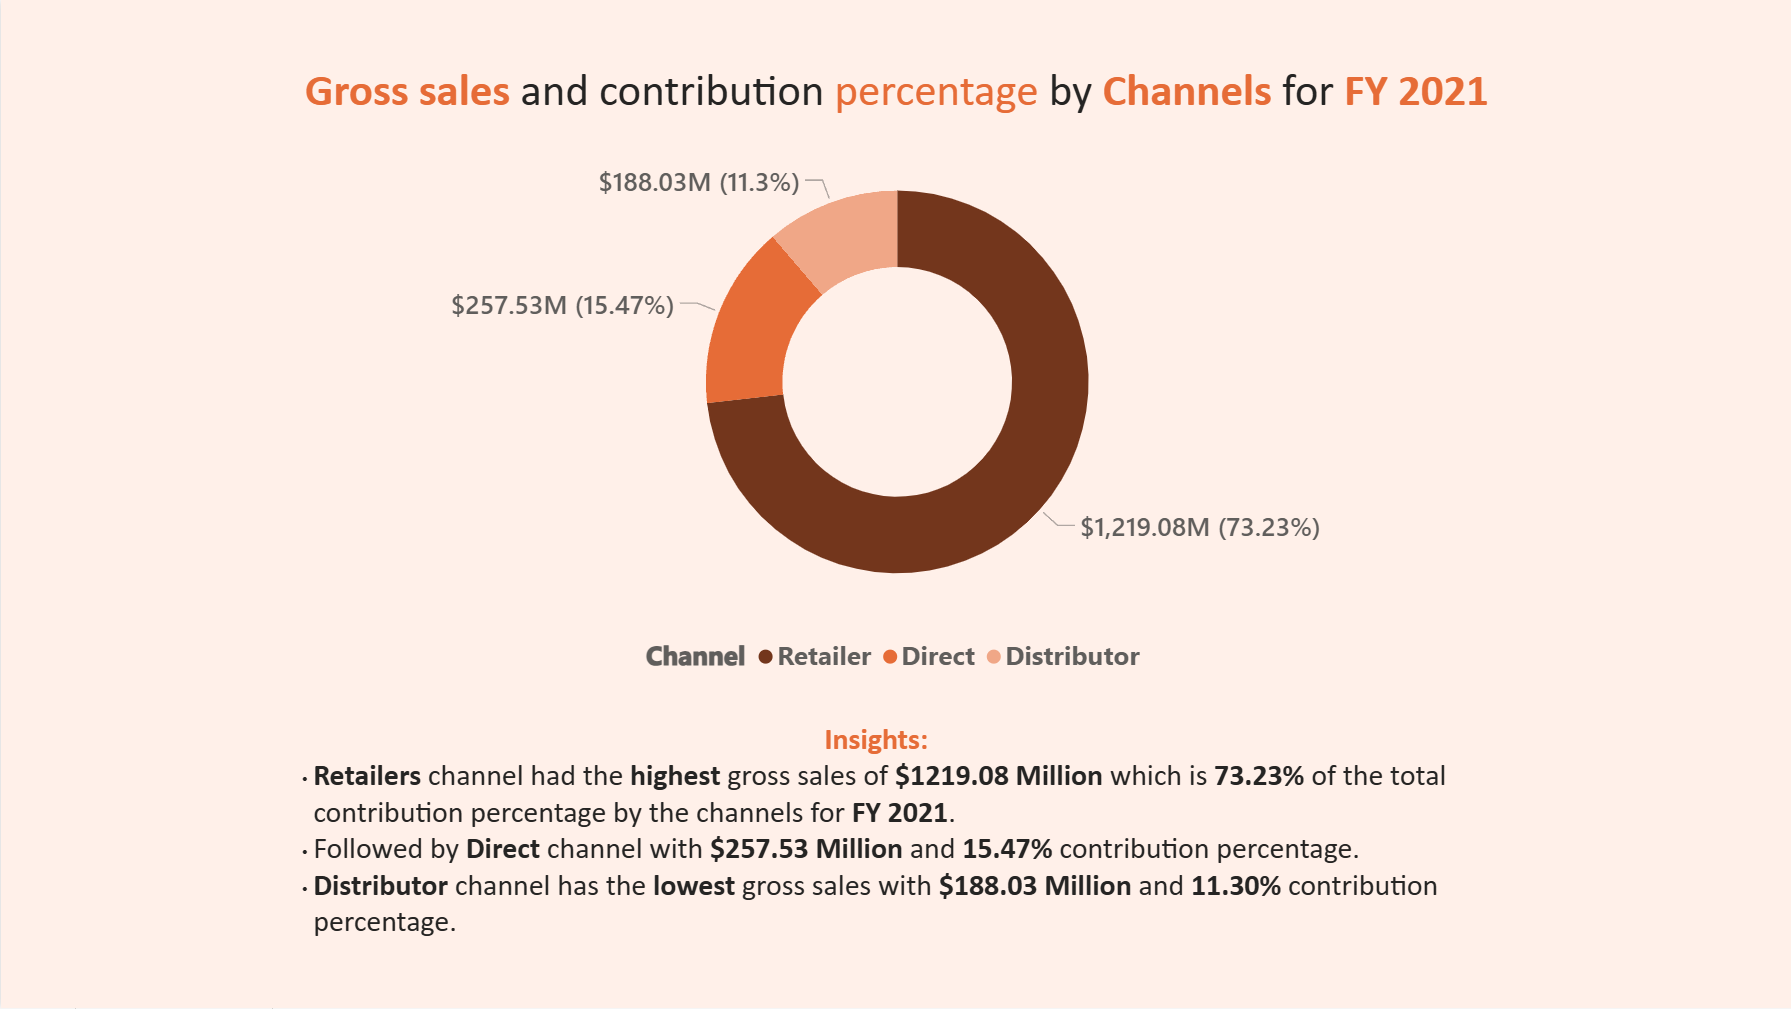 Gross sales and contribution percentage by Channels for FY 2021
$188.03M (11.3%)
$257.53M (15.47%)
$1,219.08M (73.23%)
Channel Retailer Direct Distributor
Insights:
· Retailers channel had the highest gross sales of $1219.08 Million which is 73.23% of the total
contribution percentage by the channels for FY 2021.
· Followed by Direct channel with $257.53 Million and 15.47% contribution percentage.
· Distributor channel has the lowest gross sales with $188.03 Million and 11.30% contribution
percentage.